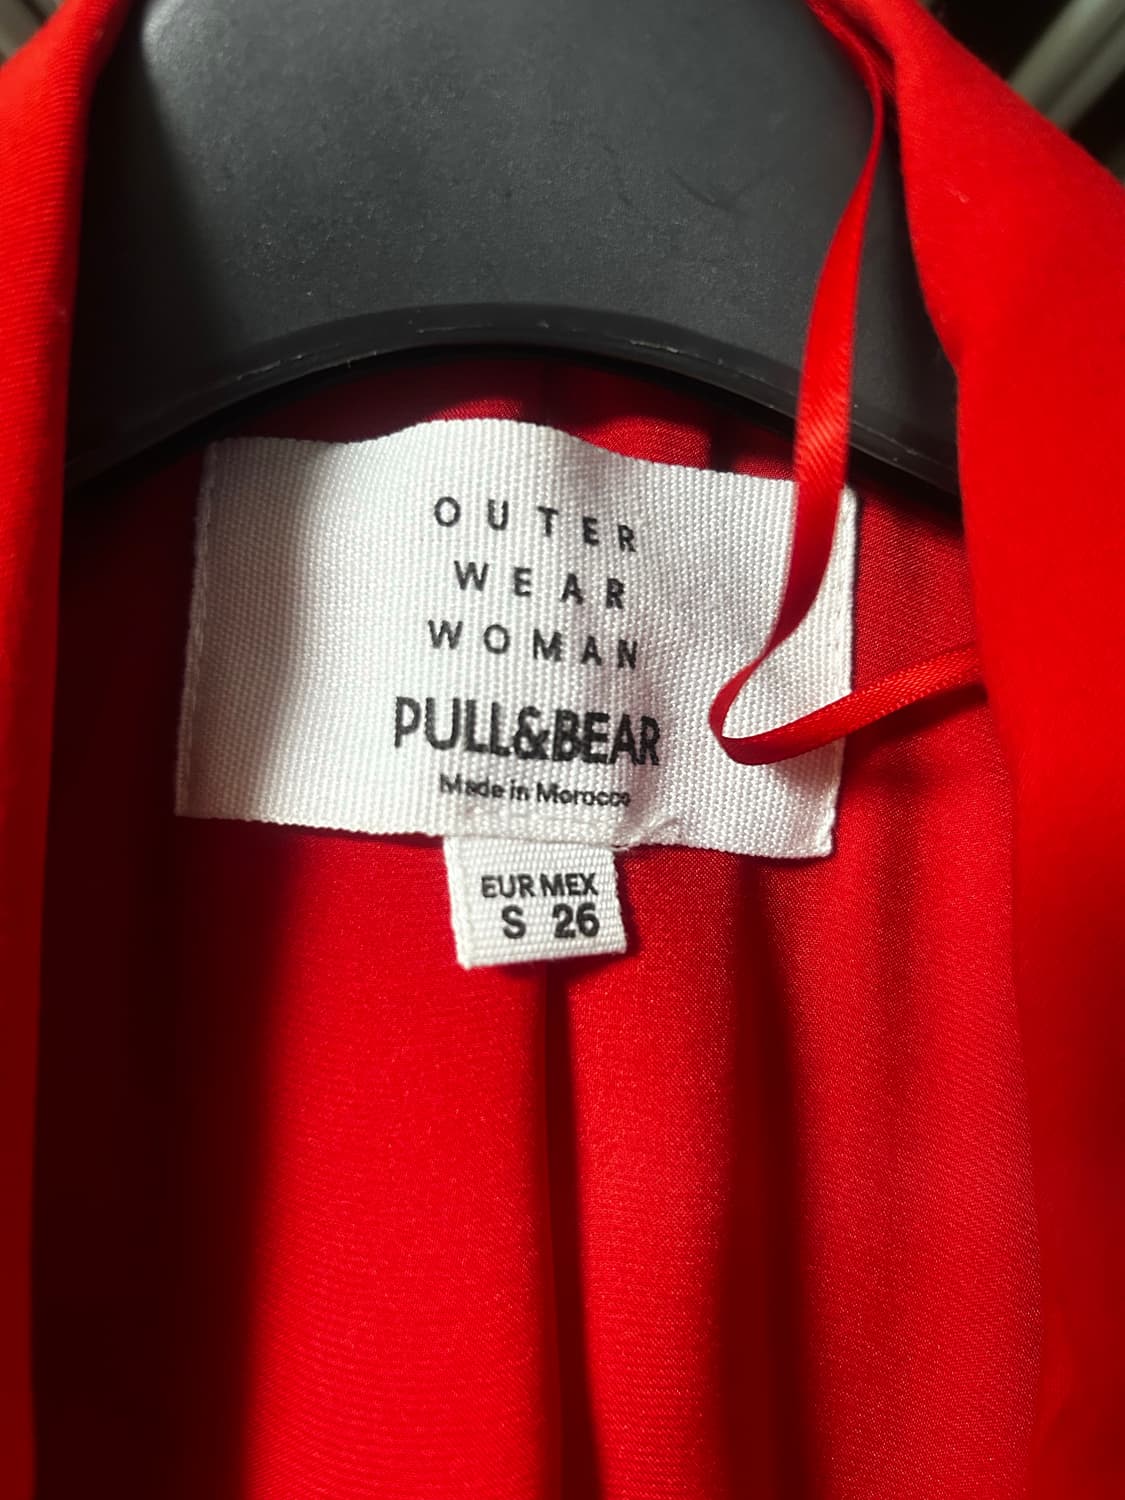 OUTER
WEAR
WOMAN
PULL&BEAR
Made in Morocco
EUR MEX
S 26